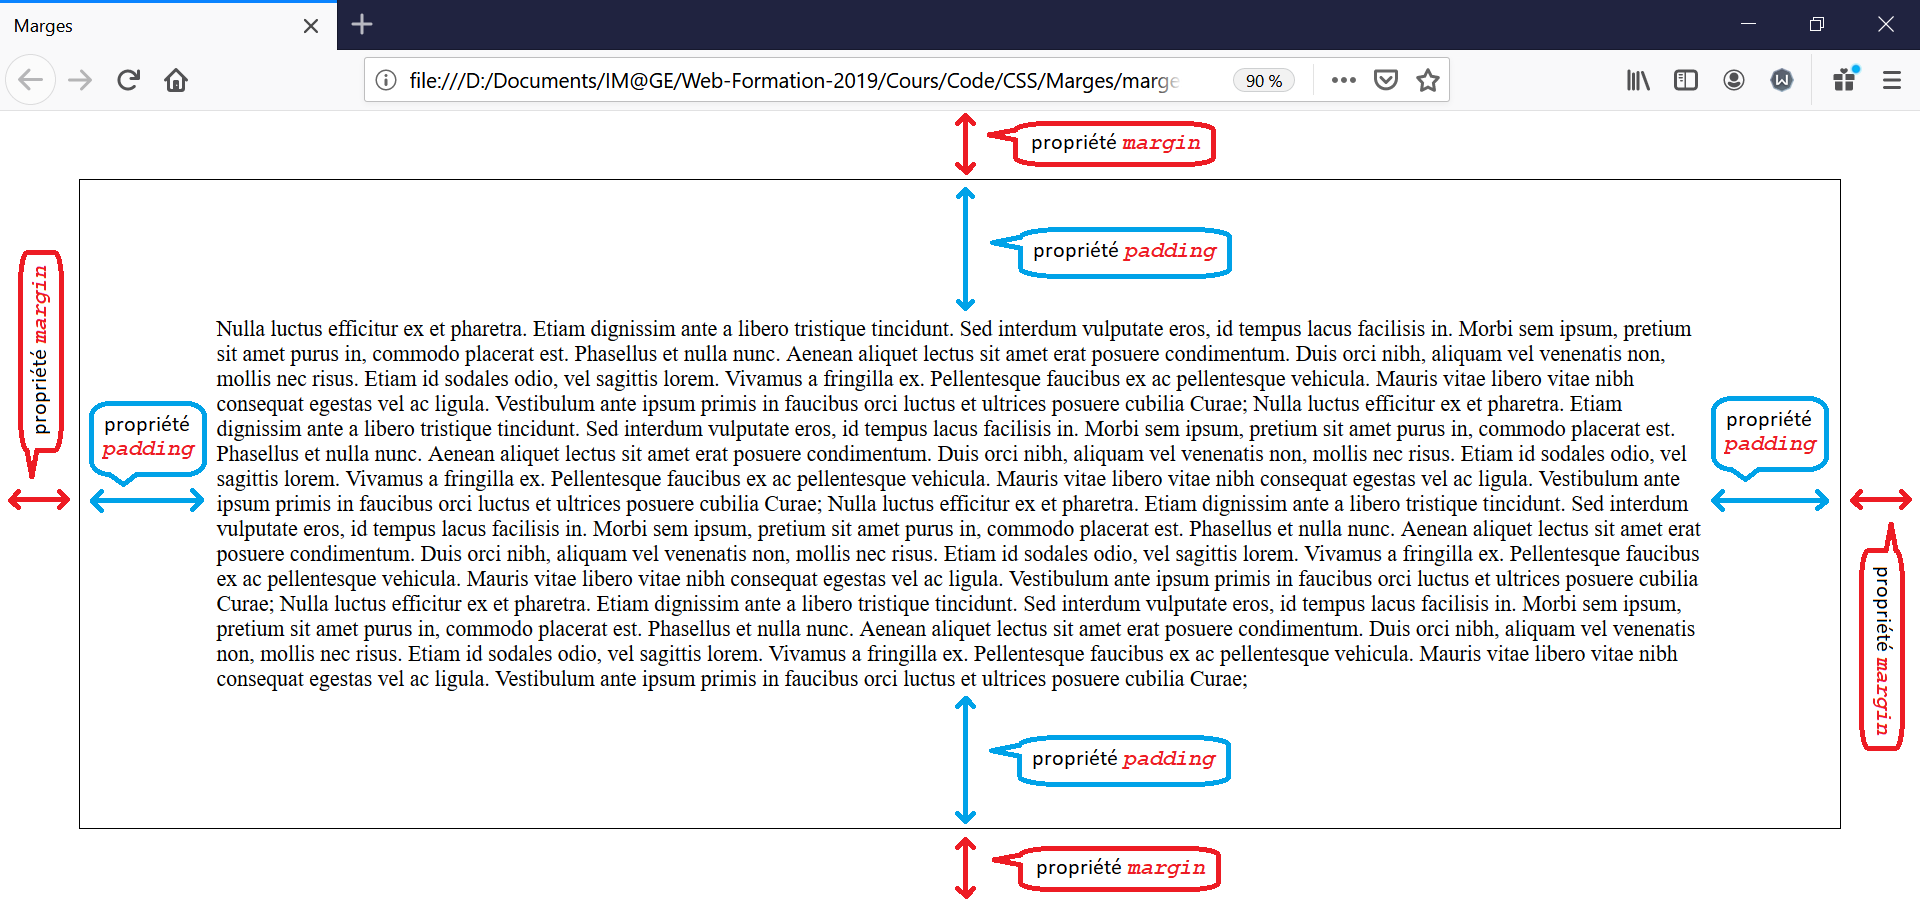 Marges
file:///D:/Documents/IM@GE/Web-Formation-2019/Cours/Code/CSS/Marges/marge
90 %
propriété margin
propriété padding
propriété margin
Nulla luctus efficitur ex et pharetra. Etiam dignissim ante a libero tristique tincidunt. Sed interdum vulputate eros, id tempus lacus facilisis in. Morbi sem ipsum, pretium
sit amet purus in, commodo placerat est. Phasellus et nulla nunc. Aenean aliquet lectus sit amet erat posuere condimentum. Duis orci nibh, aliquam vel venenatis non,
mollis nec risus. Etiam id sodales odio, vel sagittis lorem. Vivamus a fringilla ex. Pellentesque faucibus ex ac pellentesque vehicula. Mauris vitae libero vitae nibh
consequat egestas vel ac ligula. Vestibulum ante ipsum primis in faucibus orci luctus et ultrices posuere cubilia Curae; Nulla luctus efficitur ex et pharetra. Etiam
dignissim ante a libero tristique tincidunt. Sed interdum vulputate eros, id tempus lacus facilisis in. Morbi sem ipsum, pretium sit amet purus in, commodo placerat est.
Phasellus et nulla nunc. Aenean aliquet lectus sit amet erat posuere condimentum. Duis orci nibh, aliquam vel venenatis non, mollis nec risus. Etiam id sodales odio, vel
sagittis lorem. Vivamus a fringilla ex. Pellentesque faucibus ex ac pellentesque vehicula. Mauris vitae libero vitae nibh consequat egestas vel ac ligula. Vestibulum ante
ipsum primis in faucibus orci luctus et ultrices posuere cubilia Curae; Nulla luctus efficitur ex et pharetra. Etiam dignissim ante a libero tristique tincidunt. Sed interdum
vulputate eros, id tempus lacus facilisis in. Morbi sem ipsum, pretium sit amet purus in, commodo placerat est. Phasellus et nulla nunc. Aenean aliquet lectus sit amet erat
posuere condimentum. Duis orci nibh, aliquam vel venenatis non, mollis nec risus. Etiam id sodales odio, vel sagittis lorem. Vivamus a fringilla ex. Pellentesque faucibus
ex ac pellentesque vehicula. Mauris vitae libero vitae nibh consequat egestas vel ac ligula. Vestibulum ante ipsum primis in faucibus orci luctus et ultrices posuere cubilia
Curae; Nulla luctus efficitur ex et pharetra. Etiam dignissim ante a libero tristique tincidunt. Sed interdum vulputate eros, id tempus lacus facilisis in. Morbi sem ipsum,
pretium sit amet purus in, commodo placerat est. Phasellus et nulla nunc. Aenean aliquet lectus sit amet erat posuere condimentum. Duis orci nibh, aliquam vel venenatis
non, mollis nec risus. Etiam id sodales odio, vel sagittis lorem. Vivamus a fringilla ex. Pellentesque faucibus ex ac pellentesque vehicula. Mauris vitae libero vitae nibh
consequat egestas vel ac ligula. Vestibulum ante ipsum primis in faucibus orci luctus et ultrices posuere cubilia Curae;
propriété
padding
propriété
padding
propriété margin
propriété padding
propriété margin